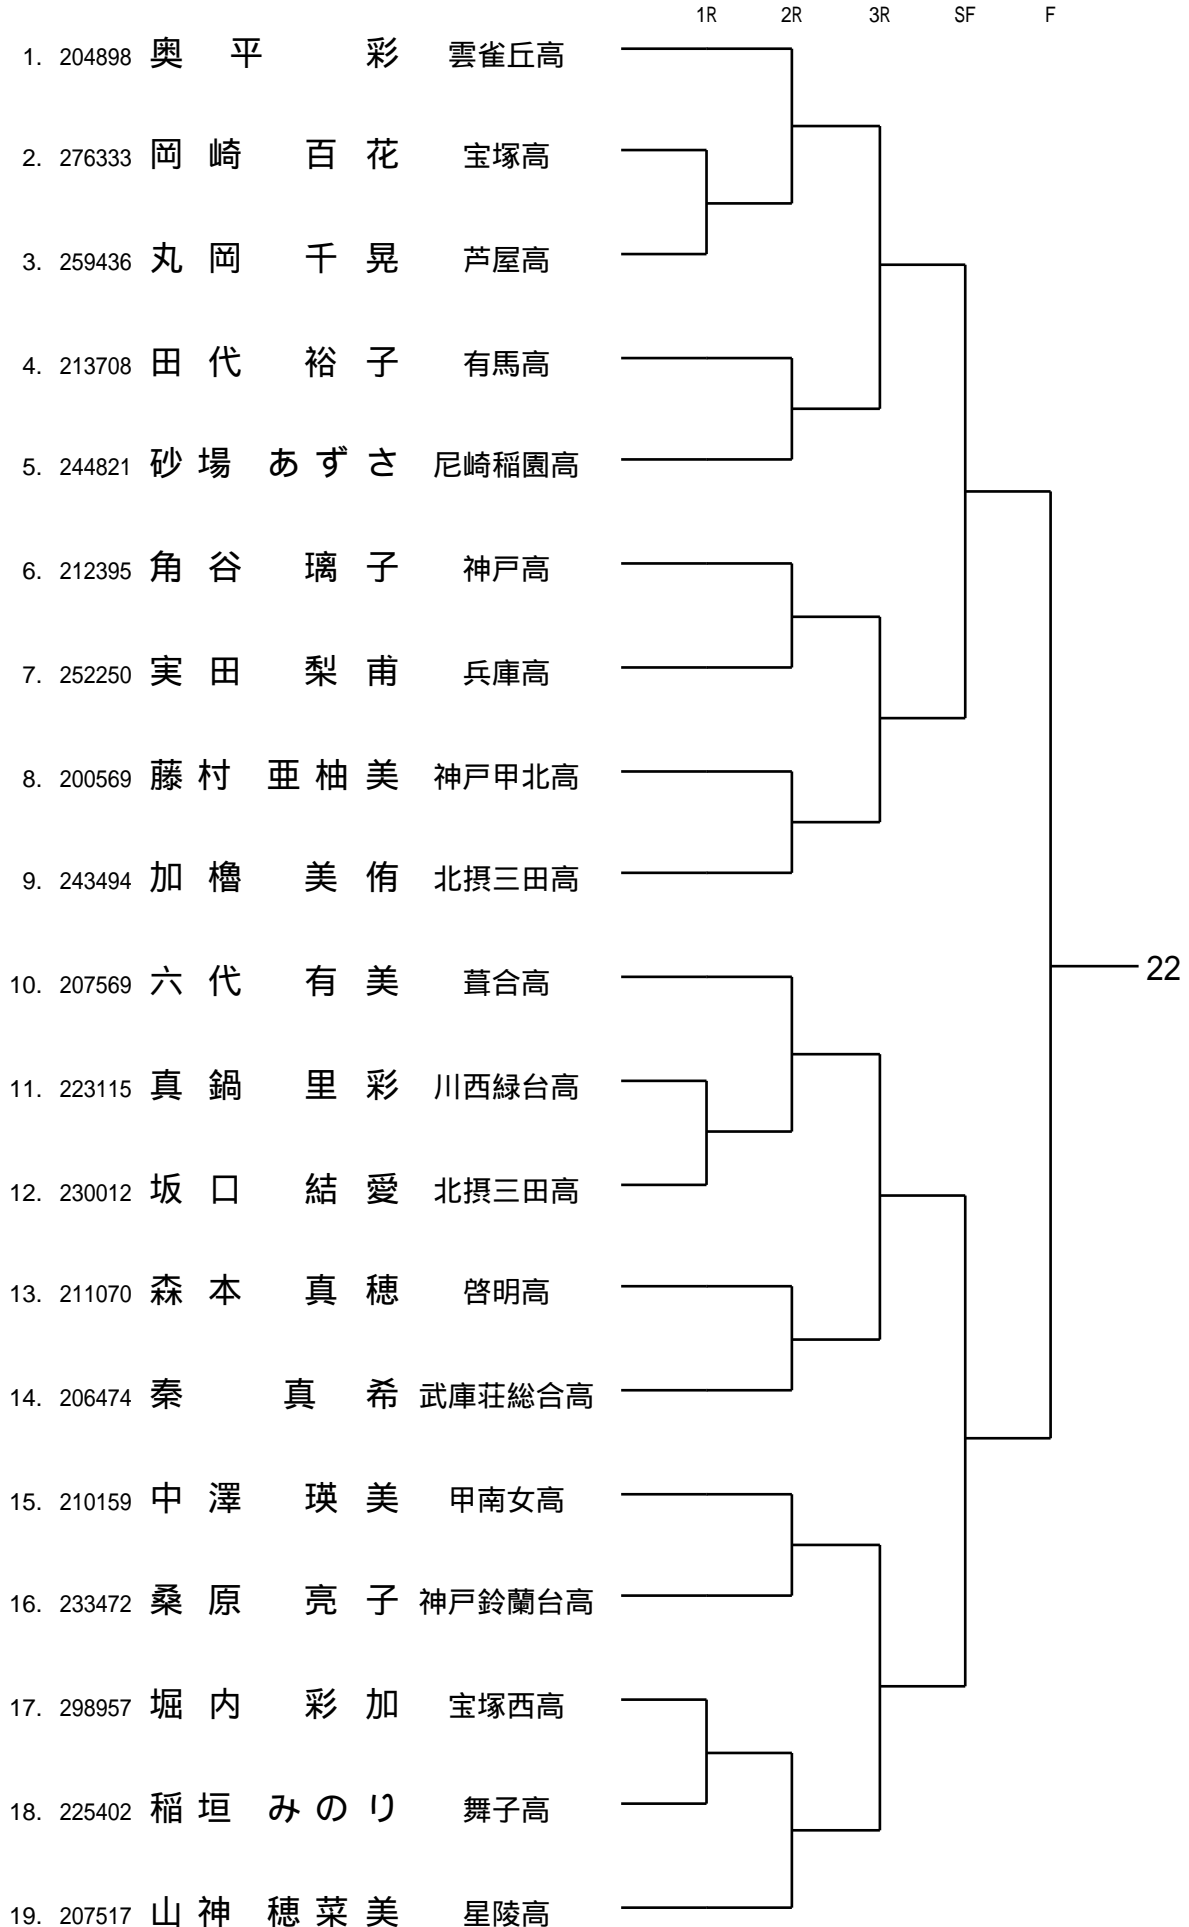 1R 2R 3R SF F
1. 204898 奥平 彩 雲雀丘高
2. 276333 岡崎 百花 宝塚高
3. 259436 丸岡 千晃 芦屋高
4. 213708 田代 裕子 有馬高
5. 244821 砂場 あずさ 尼崎稲園高
6. 212395 角谷 璃子 神戸高
7. 252250 実田 梨甫 兵庫高
8. 200569 藤村 亜柚美 神戸甲北高
9. 243494 加櫓 美侑 北摂三田高
10. 207569 六代 有美 葺合高
22
11. 223115 真鍋 里彩 川西緑台高
12. 230012 坂口 結愛 北摂三田高
13. 211070 森本 真穂 啓明高
14. 206474 秦 真希 武庫荘総合高
15. 210159 中澤 瑛美 甲南女高
16. 233472 桑原 亮子 神戸鈴蘭台高
17. 298957 堀内 彩加 宝塚西高
18. 225402 稲垣 みのり 舞子高
19. 207517 山神 穂菜美 星陵高